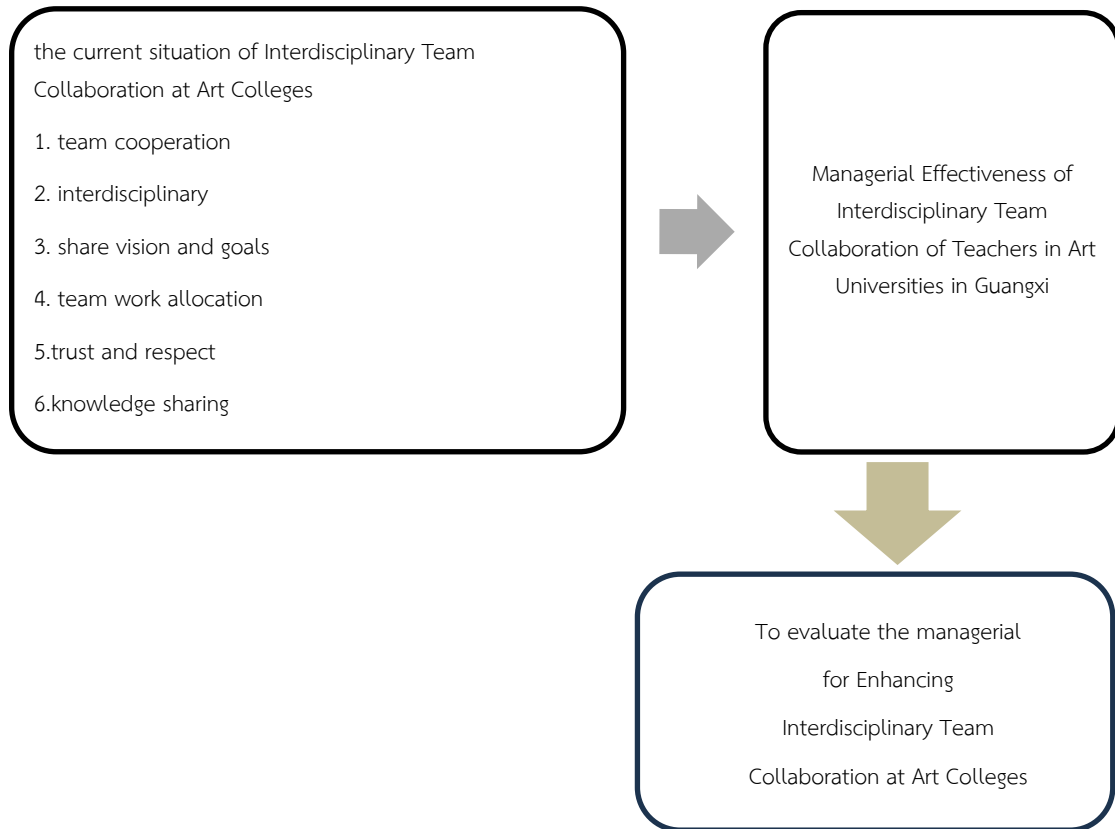 the current situation of Interdisciplinary Team
Collaboration at Art Colleges
1. team cooperation
2. interdisciplinary
3. share vision and goals
4. team work allocation
5.trust and respect
6.knowledge sharing
Managerial Effectiveness of
Interdisciplinary Team
Collaboration of Teachers in Art
Universities in Guangxi
To evaluate the managerial
for Enhancing
Interdisciplinary Team
Collaboration at Art Colleges